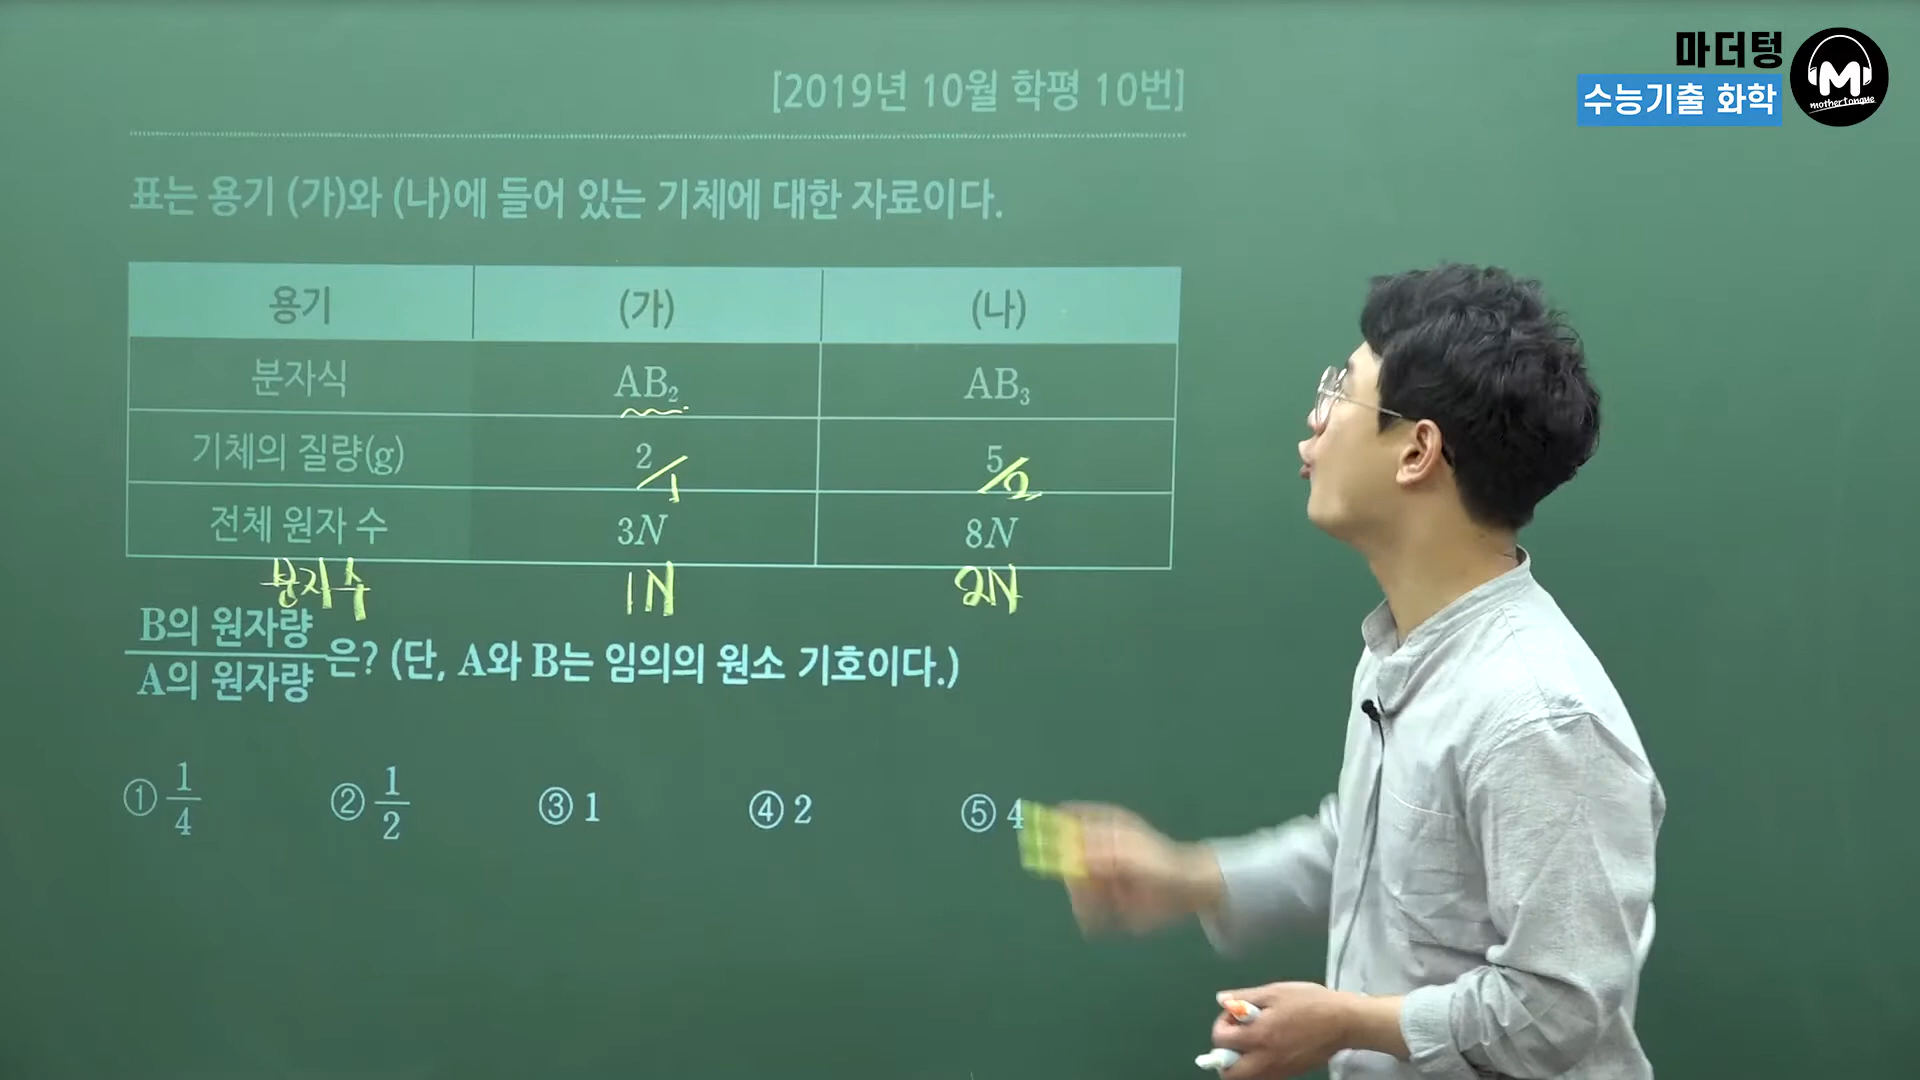 마더텅
수능기출 화학
mothertongue
[2019년 10월 학평 10번]
표는 용기 (가)와 (나)에 들어 있는 기체에 대한 자료이다.
용기 (가) (나)
분자식 AB₂ AB₃
기체의 질량(g) 2/1 5/2
전체 원자 수 3N 8N
분자수 1N 2N
B의 원자량
A의 원자량
은? (단, A와 B는 임의의 원소 기호이다.)
① 1/4 ② 1/2 ③ 1 ④ 2 ⑤ 4